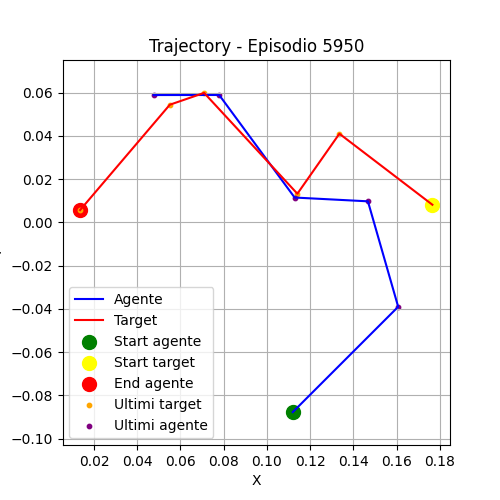 Trajectory - Episodio 5950
0.06
0.04
0.02
0.00
−0.02
−0.04
−0.06
−0.08
−0.10
Agente
Target
Start agente
Start target
End agente
Ultimi target
Ultimi agente
0.02 0.04 0.06 0.08 0.10 0.12 0.14 0.16 0.18
X